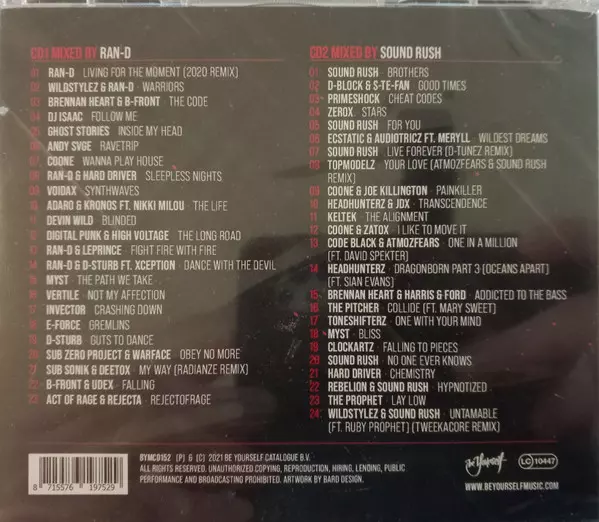 CD1 MIXED BY RAN-D
01 RAN-D · LIVING FOR THE MOMENT (2020 REMIX)
02 WILDSTYLEZ & RAN-D · WARRIORS
03 BRENNAN HEART & B-FRONT · THE CODE
04 DJ ISAAC · FOLLOW ME
05 GHOST STORIES · INSIDE MY HEAD
06 ANDY SVGE · RAVETRIP
07 COONE · WANNA PLAY HOUSE
08 RAN-D & HARD DRIVER · SLEEPLESS NIGHTS
09 VOIDAX · SYNTHWAVES
10 ADARO & KRONOS FT. NIKKI MILOU · THE LIFE
11 DEVIN WILD · BLINDED
12 DIGITAL PUNK & HIGH VOLTAGE · THE LONG ROAD
13 RAN-D & LEPRINCE · FIGHT FIRE WITH FIRE
14 RAN-D & D-STURB FT. XCEPTION · DANCE WITH THE DEVIL
15 MYST · THE PATH WE TAKE
16 VERTILE · NOT MY AFFECTION
17 INVECTOR · CRASHING DOWN
18 E-FORCE · GREMLINS
19 D-STURB · GUTS TO DANCE
20 SUB ZERO PROJECT & WARFACE · OBEY NO MORE
21 SUB SONIK & DEETOX · MY WAY (RADIANZE REMIX)
22 B-FRONT & UDEX · FALLING
23 ACT OF RAGE & REJECTA · REJECTOFRAGE
CD2 MIXED BY SOUND RUSH
01 SOUND RUSH · BROTHERS
02 D-BLOCK & S-TE-FAN · GOOD TIMES
03 PRIMESHOCK · CHEAT CODES
04 ZEROX · STARS
05 SOUND RUSH · FOR YOU
06 ECSTATIC & AUDIOTRICZ FT. MERYLL · WILDEST DREAMS
07 SOUND RUSH · LIVE FOREVER (D-TUNEZ REMIX)
08 TOPMODELZ · YOUR LOVE (ATMOZFEARS & SOUND RUSH
REMIX)
09 COONE & JOE KILLINGTON · PAINKILLER
10 HEADHUNTERZ & JDX · TRANSCENDENCE
11 KELTEK · THE ALIGNMENT
12 COONE & ZATOX · I LIKE TO MOVE IT
13 CODE BLACK & ATMOZFEARS · ONE IN A MILLION
(FT. DAVID SPEKTER)
14 HEADHUNTERZ · DRAGONBORN PART 3 (OCEANS APART)
(FT. SIAN EVANS)
15 BRENNAN HEART & HARRIS & FORD · ADDICTED TO THE BASS
16 THE PITCHER · COLLIDE (FT. MARY SWEET)
17 TONESHIFTERZ · ONE WITH YOUR MIND
18 MYST · BLISS
19 CLOCKARTZ · FALLING TO PIECES
20 SOUND RUSH · NO ONE EVER KNOWS
21 HARD DRIVER · CHEMISTRY
22 REBELION & SOUND RUSH · HYPNOTIZED
23 THE PROPHET · LAY LOW
24 WILDSTYLEZ & SOUND RUSH · UNTAMABLE
(FT. RUBY PROPHET) (TWEEKACORE REMIX)
8 715576 197529
BYMCD152 (P) & (C) 2021 BE YOURSELF CATALOGUE B.V.
ALL RIGHTS RESERVED. UNAUTHORIZED COPYING, REPRODUCTION, HIRING, LENDING, PUBLIC
PERFORMANCE AND BROADCASTING PROHIBITED. ARTWORK BY BARD DESIGN.
Be Yourself
LC 10447
WWW.BEYOURSELFMUSIC.COM